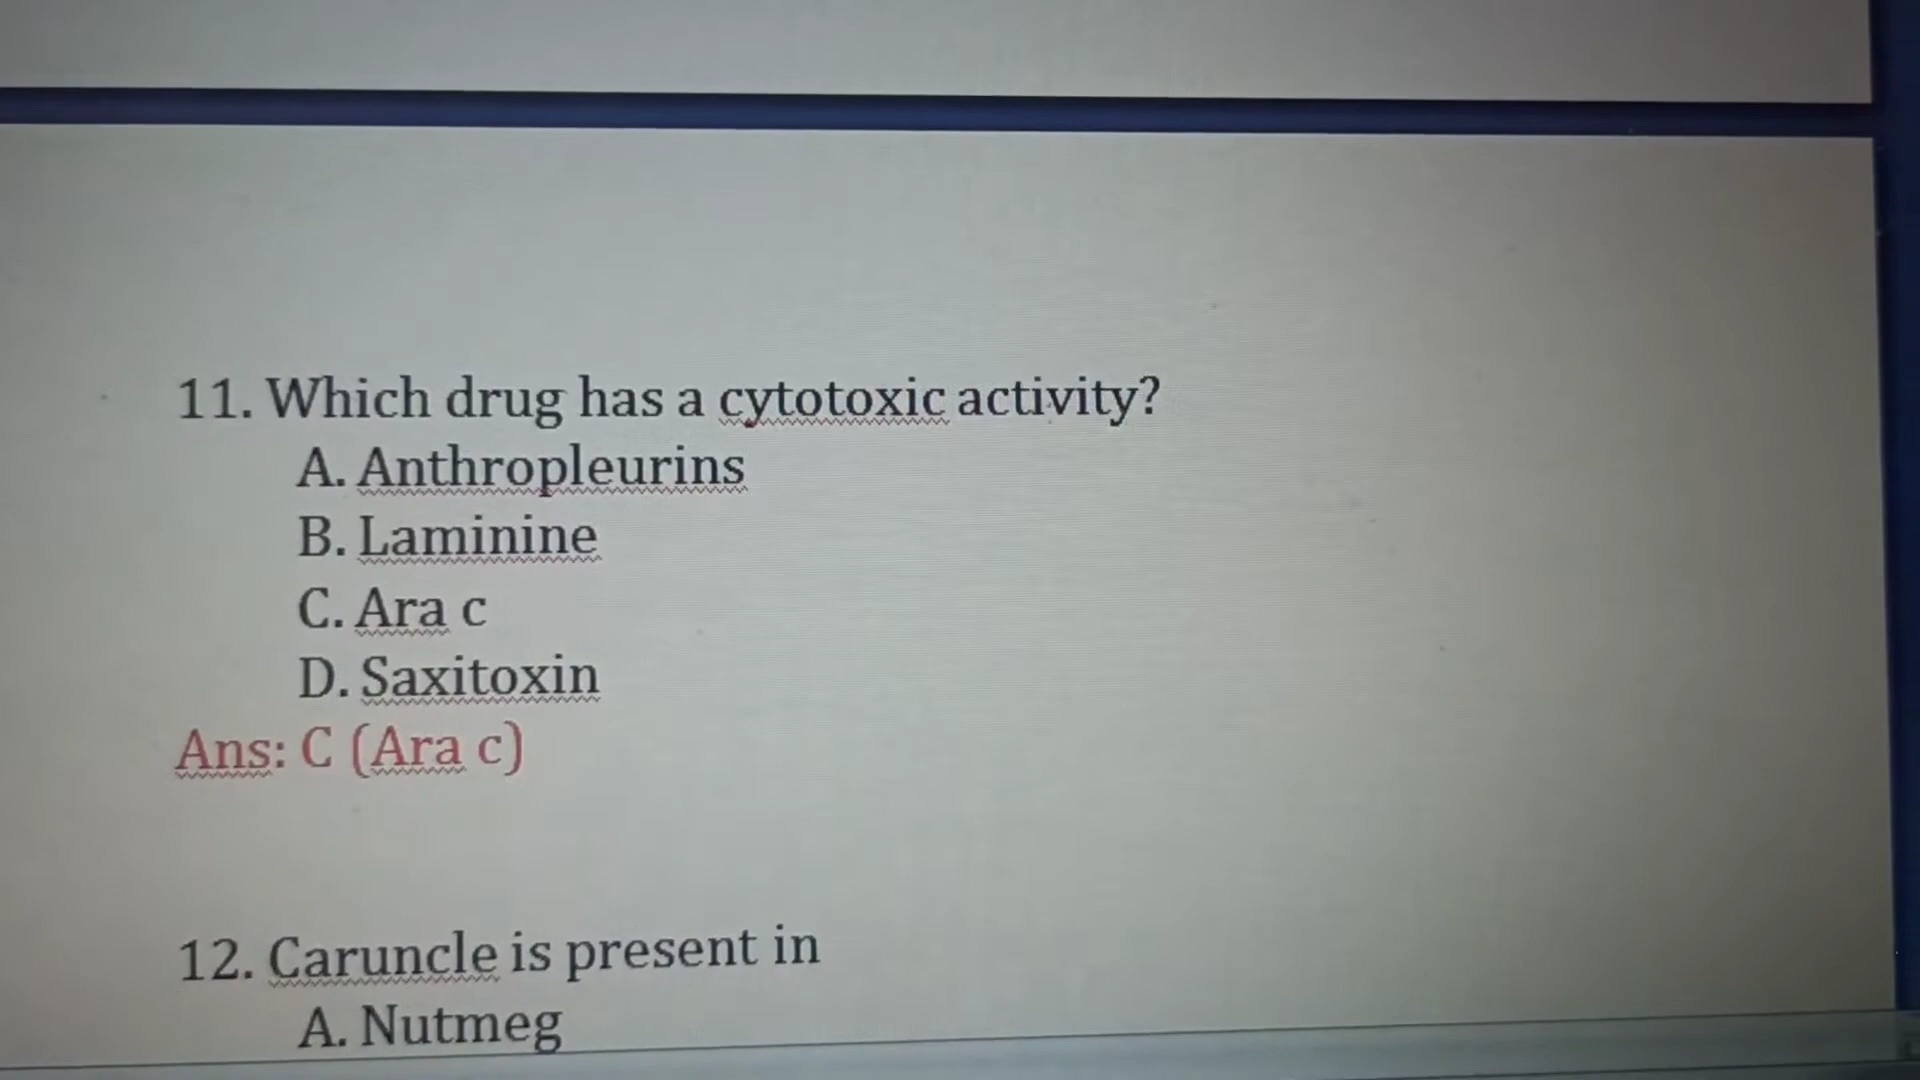 11. Which drug has a cytotoxic activity?
A. Anthropleurins
B. Laminine
C. Ara c
D. Saxitoxin
Ans: C (Ara c)
12. Caruncle is present in
A. Nutmeg